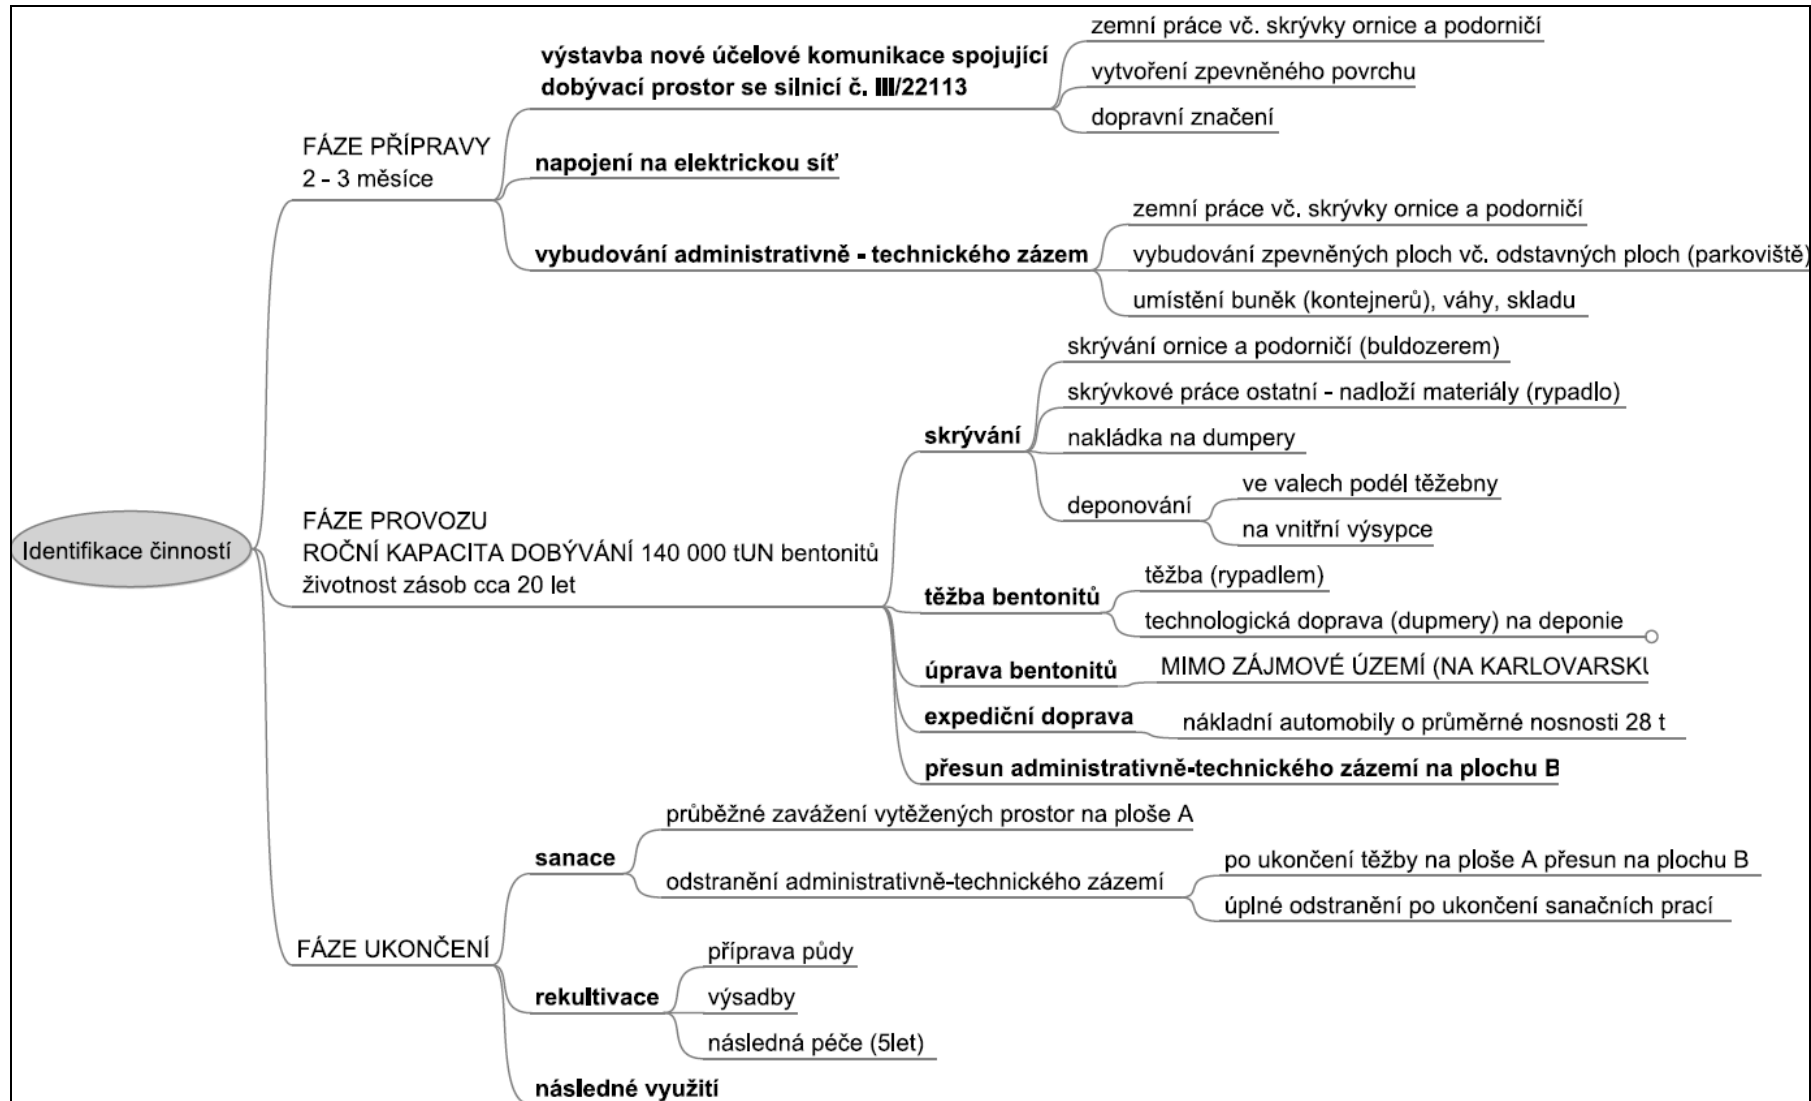 Identifikace činností
FÁZE PŘÍPRAVY
2 - 3 měsíce
výstavba nové účelové komunikace spojující
dobývací prostor se silnicí č. III/22113
zemní práce vč. skrývky ornice a podorničí
vytvoření zpevněného povrchu
dopravní značení
napojení na elektrickou síť
vybudování administrativně - technického zázem
zemní práce vč. skrývky ornice a podorničí
vybudování zpevněných ploch vč. odstavných ploch (parkoviště)
umístění buněk (kontejnerů), váhy, skladu
FÁZE PROVOZU
ROČNÍ KAPACITA DOBÝVÁNÍ 140 000 tUN bentonitů
životnost zásob cca 20 let
skrývání
skrývání ornice a podorničí (buldozerem)
skrývkové práce ostatní - nadloží materiály (rypadlo)
nakládka na dumpery
deponování
ve valech podél těžebny
na vnitřní výsypce
těžba bentonitů
těžba (rypadlem)
technologická doprava (dupmery) na deponie
úprava bentonitů
MIMO ZÁJMOVÉ ÚZEMÍ (NA KARLOVARSKU
expediční doprava
nákladní automobily o průměrné nosnosti 28 t
přesun administrativně-technického zázemí na plochu B
FÁZE UKONČENÍ
sanace
průběžné zavážení vytěžených prostor na ploše A
odstranění administrativně-technického zázemí
po ukončení těžby na ploše A přesun na plochu B
úplné odstranění po ukončení sanačních prací
rekultivace
příprava půdy
výsadby
následná péče (5let)
následné využití